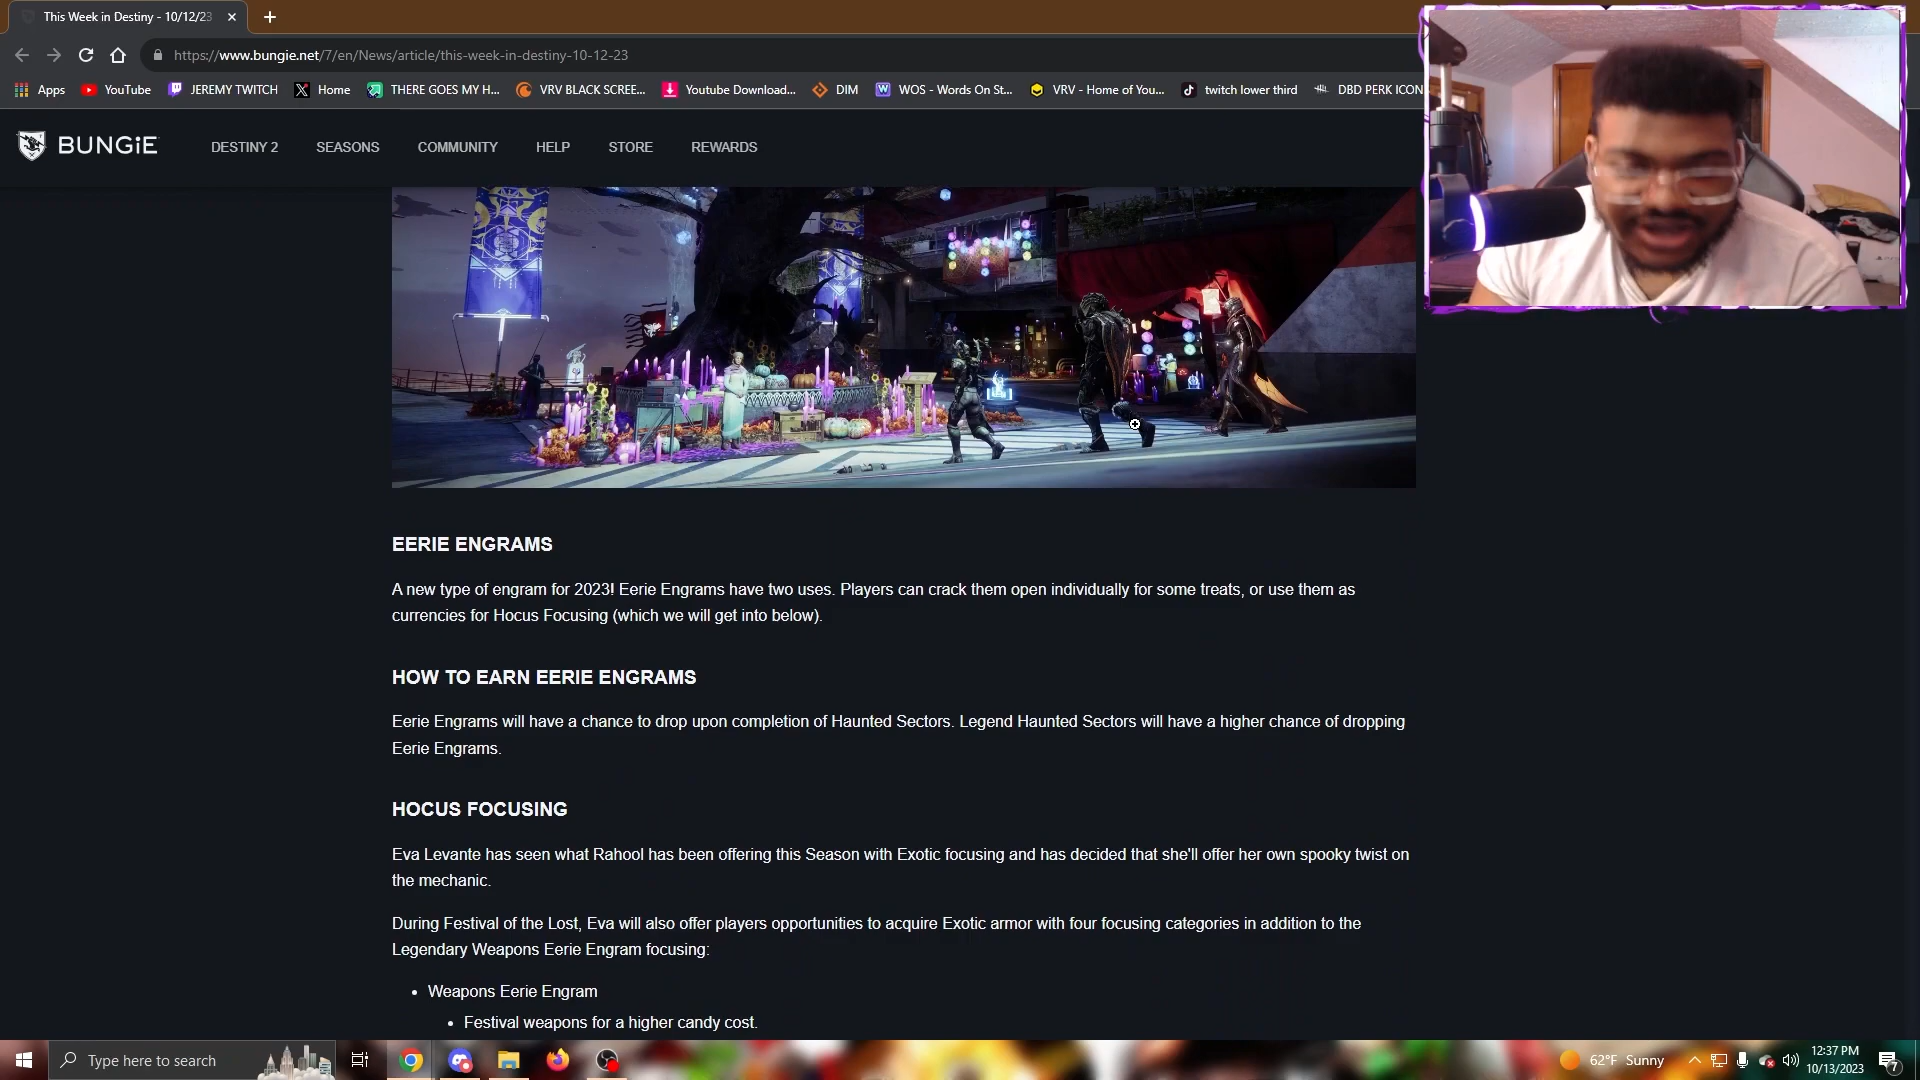 This Week in Destiny - 10/12/23
https://www.bungie.net/7/en/News/article/this-week-in-destiny-10-12-23
Apps YouTube JEREMY TWITCH Home THERE GOES MY H... VRV BLACK SCREE... Youtube Download... DIM WOS - Words On St... VRV - Home of You... twitch lower third DBD PERK ICON
BUNGiE DESTINY 2 SEASONS COMMUNITY HELP STORE REWARDS
EERIE ENGRAMS
A new type of engram for 2023! Eerie Engrams have two uses. Players can crack them open individually for some treats, or use them as
currencies for Hocus Focusing (which we will get into below).
HOW TO EARN EERIE ENGRAMS
Eerie Engrams will have a chance to drop upon completion of Haunted Sectors. Legend Haunted Sectors will have a higher chance of dropping
Eerie Engrams.
HOCUS FOCUSING
Eva Levante has seen what Rahool has been offering this Season with Exotic focusing and has decided that she'll offer her own spooky twist on
the mechanic.
During Festival of the Lost, Eva will also offer players opportunities to acquire Exotic armor with four focusing categories in addition to the
Legendary Weapons Eerie Engram focusing:
• Weapons Eerie Engram
• Festival weapons for a higher candy cost.
Type here to search
62°F Sunny
12:37 PM
10/13/2023
7